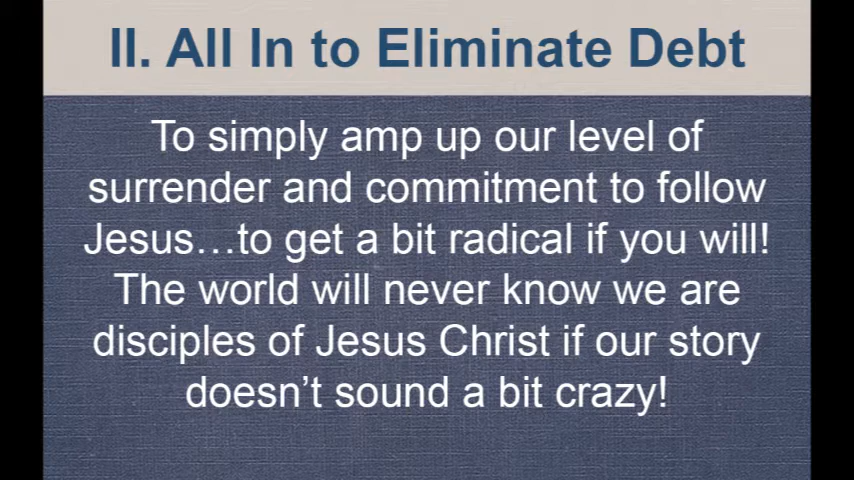 II. All In to Eliminate Debt
To simply amp up our level of
surrender and commitment to follow
Jesus…to get a bit radical if you will!
The world will never know we are
disciples of Jesus Christ if our story
doesn’t sound a bit crazy!